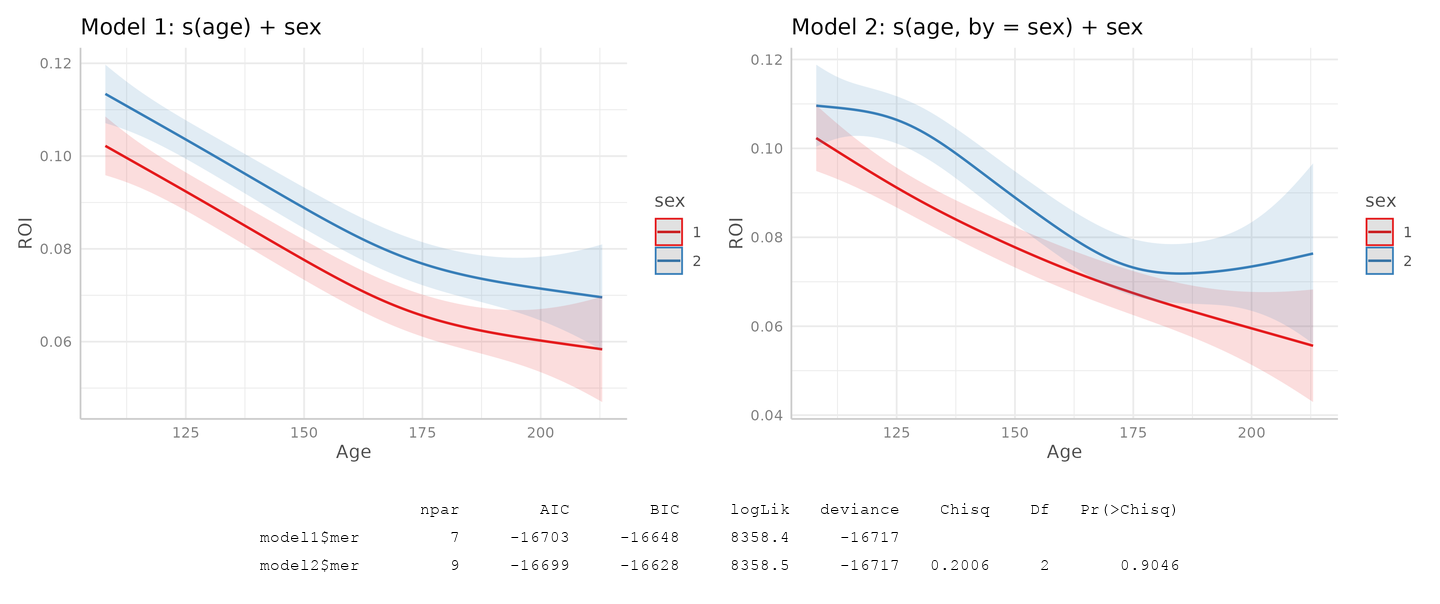 Model 1: s(age) + sex
0.12
0.10
0.08
0.06
ROI
125 150 175 200
Age
sex
1
2
Model 2: s(age, by = sex) + sex
0.12
0.10
0.08
0.06
0.04
ROI
125 150 175 200
Age
sex
1
2
npar AIC BIC logLik deviance Chisq Df Pr(>Chisq)
model1$mer 7 -16703 -16648 8358.4 -16717
model2$mer 9 -16699 -16628 8358.5 -16717 0.2006 2 0.9046